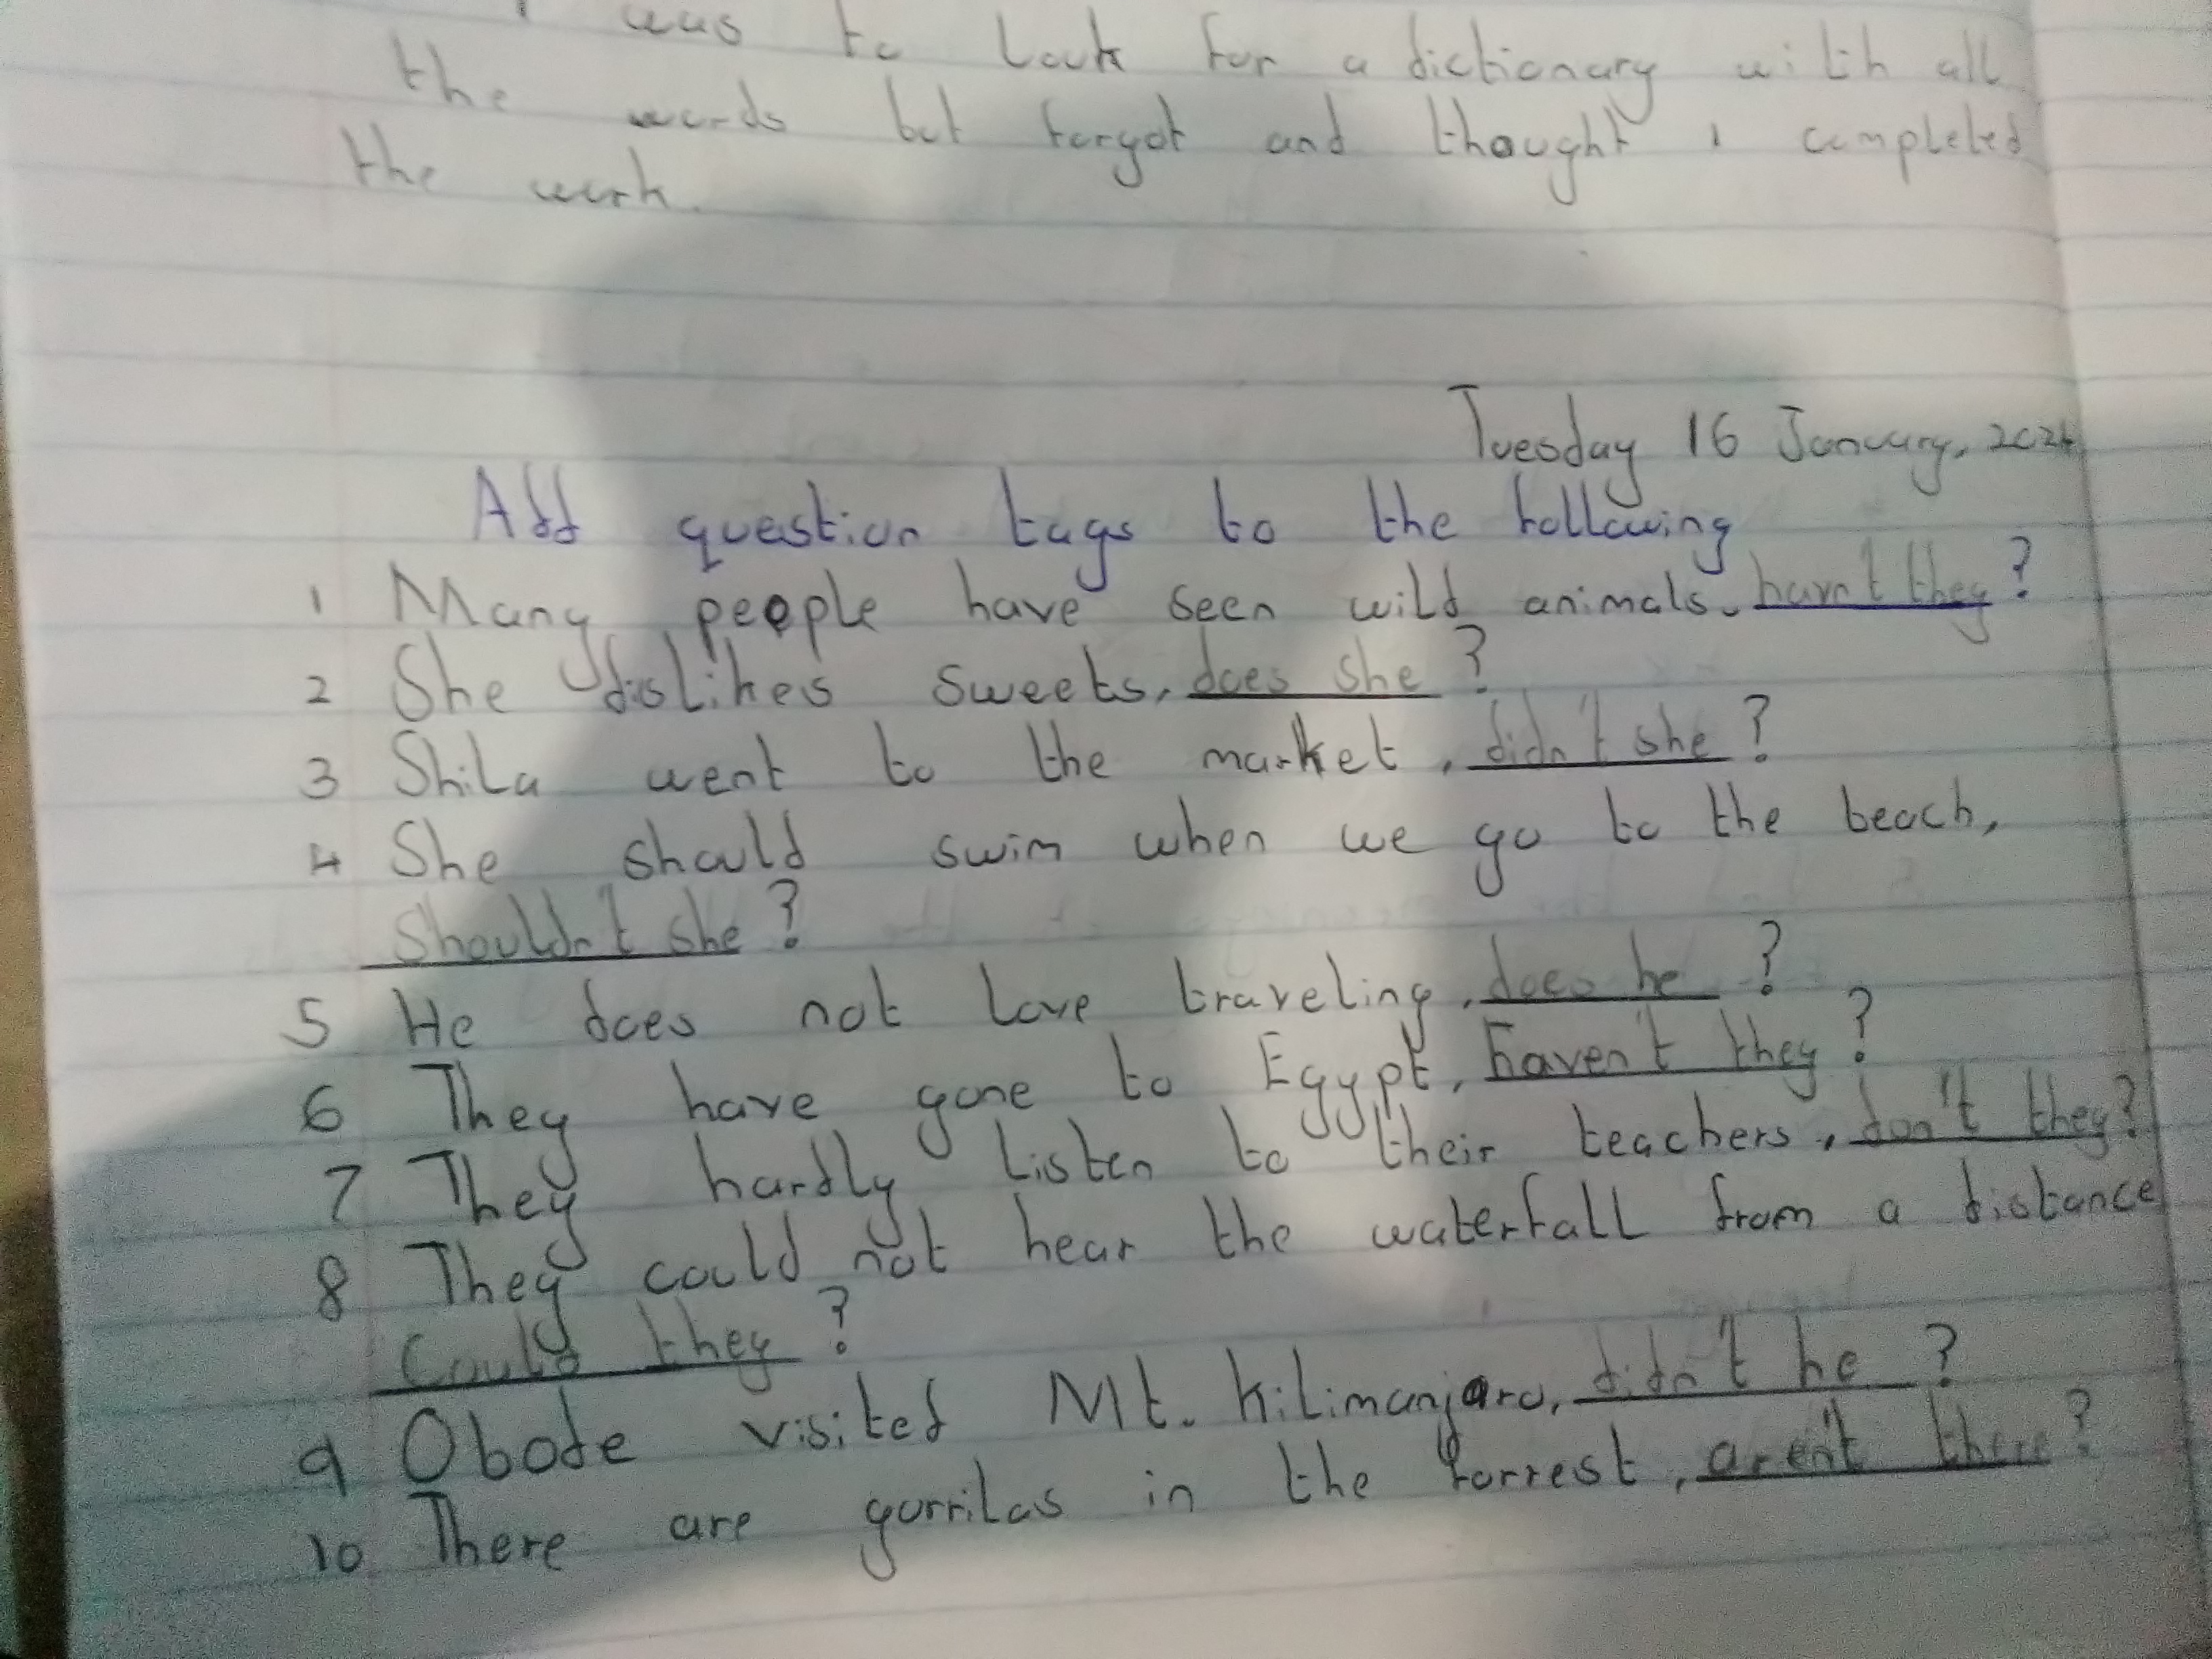 I was to look for a dictionary with all
the words but forgot and thought I completed
the work.
Tuesday 16 January, 2024
Add question tags to the following
1 Many people have seen wild animals, havn't they?
2 She dislikes sweets, does she?
3 Shila went to the market, didn't she?
4 She should swim when we go to the beach,
Shouldn't she?
5 He does not love traveling, does he?
6 They have gone to Egypt, haven't they?
7 They hardly listen to their teachers, don't they?
8 They could not hear the waterfall from a distance
Could they?
9 Obode visited Mt. Kilimanjaro, didn't he?
10 There are gorrilas in the forrest, aren't there?